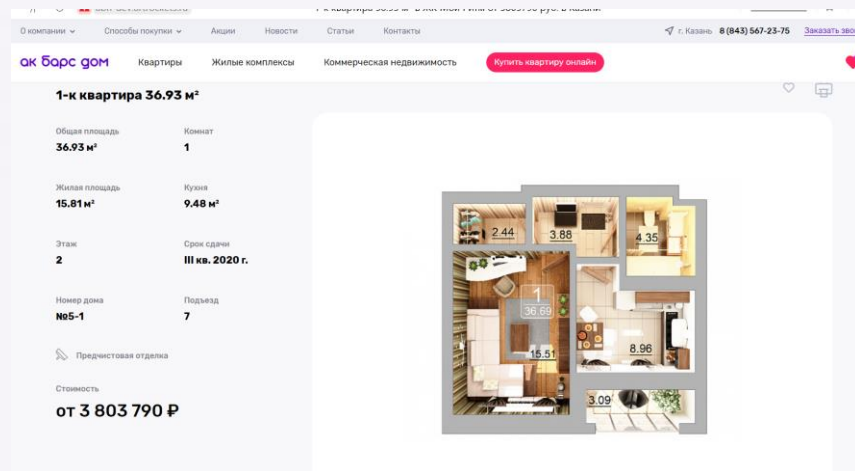 О компании Способы покупки Акции Новости Статьи Контакты г. Казань 8 (843) 567-23-75 Заказать зво
ак барс дом Квартиры Жилые комплексы Коммерческая недвижимость Купить квартиру онлайн
1-к квартира 36.93 м²
Общая площадь Комнат
36.93 м² 1
Жилая площадь Кухня
15.81 м² 9.48 м²
Этаж Срок сдачи
2 III кв. 2020 г.
Номер дома Подъезд
№5-1 7
Предчистовая отделка
Стоимость
от 3 803 790 ₽
2.44 3.88 4.35
1
36.69
15.51 8.96
3.09